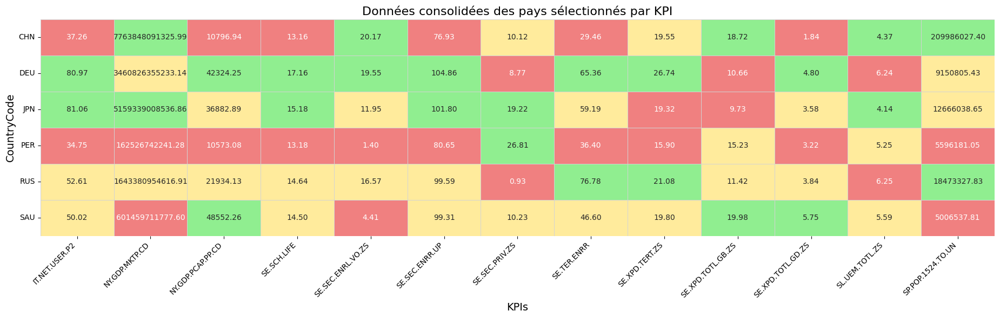 Données consolidées des pays sélectionnés par KPI
CountryCode
CHN 37.26 7763848091325.99 10796.94 13.16 20.17 76.93 10.12 29.46 19.55 18.72 1.84 4.37 209986027.40
DEU 80.97 3460826355233.14 42324.25 17.16 19.55 104.86 8.77 65.36 26.74 10.66 4.80 6.24 9150805.43
JPN 81.06 5159339008536.86 36882.89 15.18 11.95 101.80 19.22 59.19 19.32 9.73 3.58 4.14 12666038.65
PER 34.75 162526742241.28 10573.08 13.18 1.40 80.65 26.81 36.40 15.90 15.23 3.22 5.25 5596181.05
RUS 52.61 1643380954616.91 21934.13 14.64 16.57 99.59 0.93 76.78 21.08 11.42 3.84 6.25 18473327.83
SAU 50.02 601459711777.60 48552.26 14.50 4.41 99.31 10.23 46.60 19.80 19.98 5.75 5.59 5006537.81
IT.NET.USER.P2 NY.GDP.MKTP.CD NY.GDP.PCAP.PP.CD SE.SCH.LIFE SE.SEC.ENRL.VO.ZS SE.SEC.ENRR.UP SE.SEC.PRIV.ZS SE.TER.ENRR SE.XPD.TERT.ZS SE.XPD.TOTL.GB.ZS SE.XPD.TOTL.GD.ZS SL.UEM.TOTL.ZS SP.POP.1524.TO.UN
KPIs